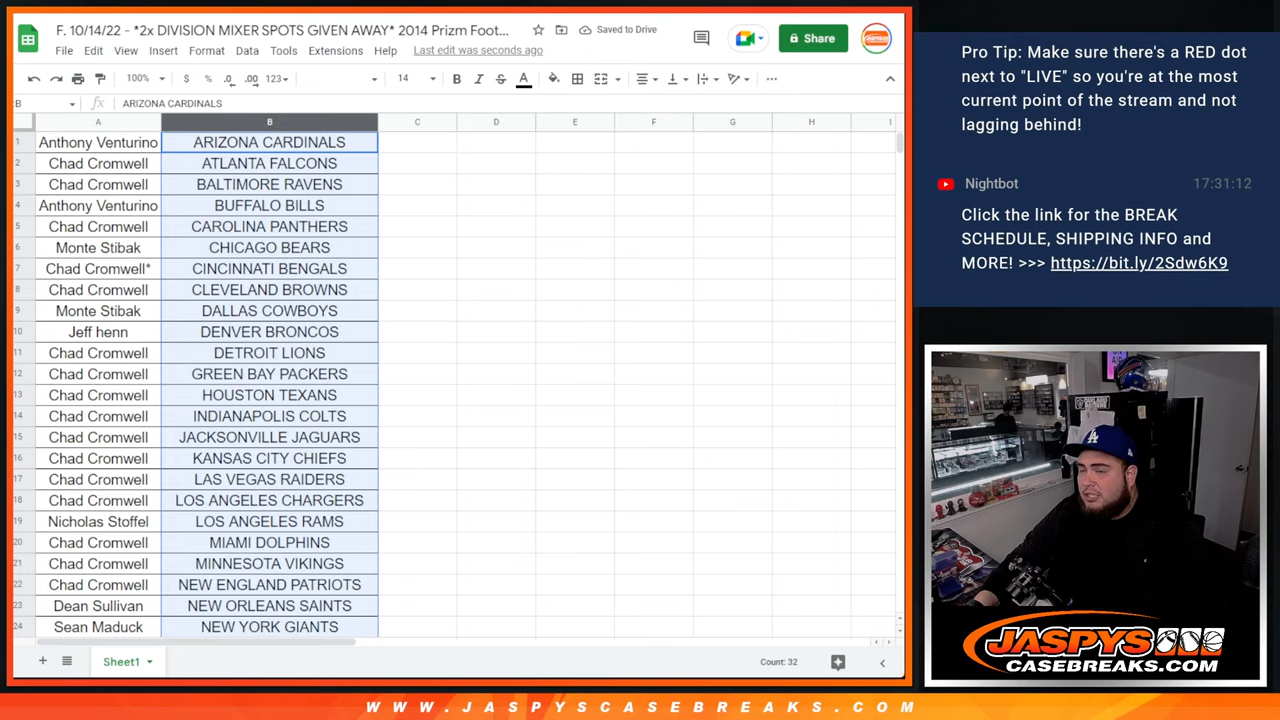 F. 10/14/22 - *2x DIVISION MIXER SPOTS GIVEN AWAY* 2014 Prizm Foot...
Saved to Drive
Share
File Edit View Insert Format Data Tools Extensions Help Last edit was seconds ago
100% $ % .0 .00 123 14 B I S A
B fx ARIZONA CARDINALS
A B C D E F G H I
1 Anthony Venturino ARIZONA CARDINALS
2 Chad Cromwell ATLANTA FALCONS
3 Chad Cromwell BALTIMORE RAVENS
4 Anthony Venturino BUFFALO BILLS
5 Chad Cromwell CAROLINA PANTHERS
6 Monte Stibak CHICAGO BEARS
7 Chad Cromwell* CINCINNATI BENGALS
8 Chad Cromwell CLEVELAND BROWNS
9 Monte Stibak DALLAS COWBOYS
10 Jeff henn DENVER BRONCOS
11 Chad Cromwell DETROIT LIONS
12 Chad Cromwell GREEN BAY PACKERS
13 Chad Cromwell HOUSTON TEXANS
14 Chad Cromwell INDIANAPOLIS COLTS
15 Chad Cromwell JACKSONVILLE JAGUARS
16 Chad Cromwell KANSAS CITY CHIEFS
17 Chad Cromwell LAS VEGAS RAIDERS
18 Chad Cromwell LOS ANGELES CHARGERS
19 Nicholas Stoffel LOS ANGELES RAMS
20 Chad Cromwell MIAMI DOLPHINS
21 Chad Cromwell MINNESOTA VIKINGS
22 Chad Cromwell NEW ENGLAND PATRIOTS
23 Dean Sullivan NEW ORLEANS SAINTS
24 Sean Maduck NEW YORK GIANTS
Sheet1
Count: 32
Pro Tip: Make sure there's a RED dot
next to "LIVE" so you're at the most
current point of the stream and not
lagging behind!
Nightbot 17:31:12
Click the link for the BREAK
SCHEDULE, SHIPPING INFO and
MORE! >>> https://bit.ly/2Sdw6K9
JASPYS
CASEBREAKS.COM
WWW.JASPYSCASEBREAKS.COM